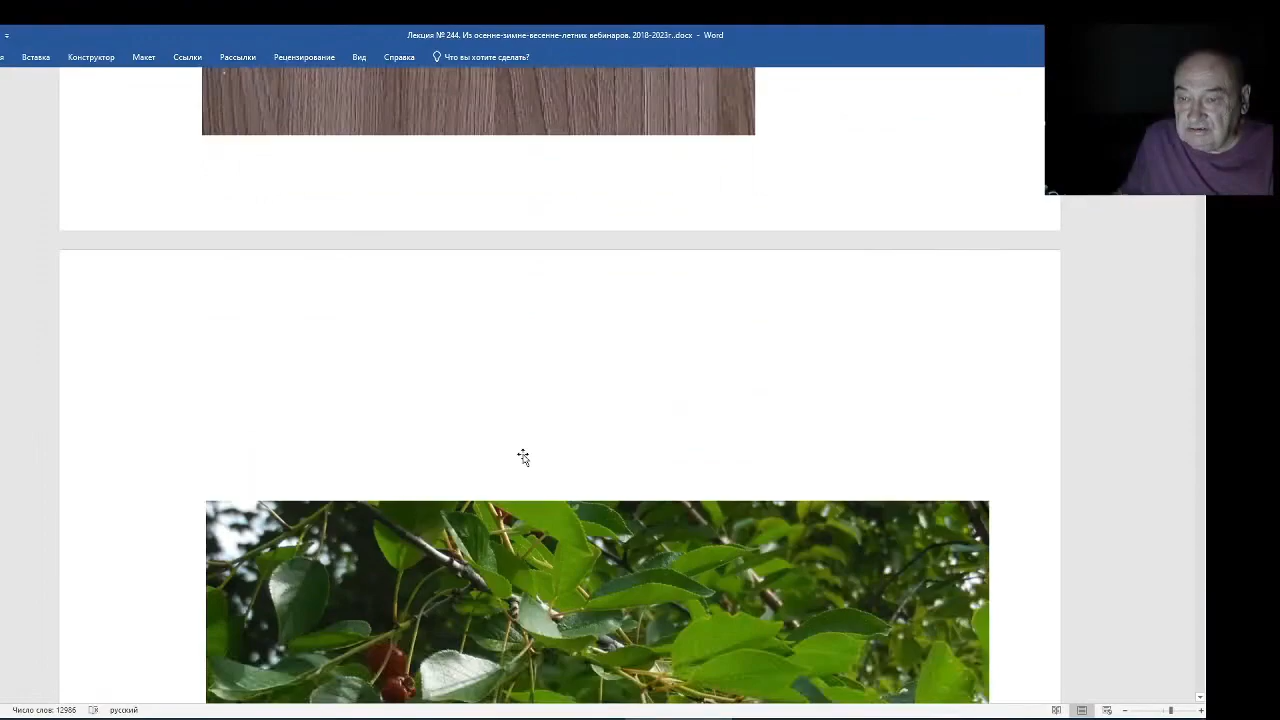 Лекция № 244. Из осенне-зимне-весенне-летних вебинаров. 2018-2023г..docx - Word
я Вставка Конструктор Макет Ссылки Рассылки Рецензирование Вид Справка Что вы хотите сделать?
Число слов: 12986 русский